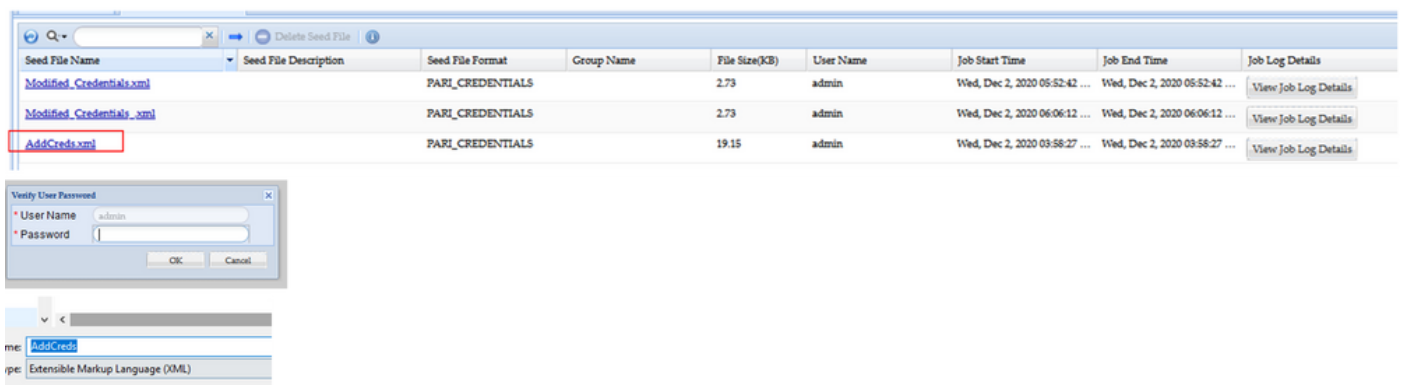 Delete Seed File
Seed File Name Seed File Description Seed File Format Group Name File Size(KB) User Name Job Start Time Job End Time Job Log Details
Modified_Credentials.xml PARI_CREDENTIALS 2.73 admin Wed, Dec 2, 2020 05:52:42 ... Wed, Dec 2, 2020 05:52:42 ... View Job Log Details
Modified_Credentials_.xml PARI_CREDENTIALS 2.73 admin Wed, Dec 2, 2020 06:06:12 ... Wed, Dec 2, 2020 06:06:12 ... View Job Log Details
AddCreds.xml PARI_CREDENTIALS 19.15 admin Wed, Dec 2, 2020 03:58:27 ... Wed, Dec 2, 2020 03:58:27 ... View Job Log Details
Verify User Password
* User Name admin
* Password
OK Cancel
me: AddCreds
ype: Extensible Markup Language (XML)